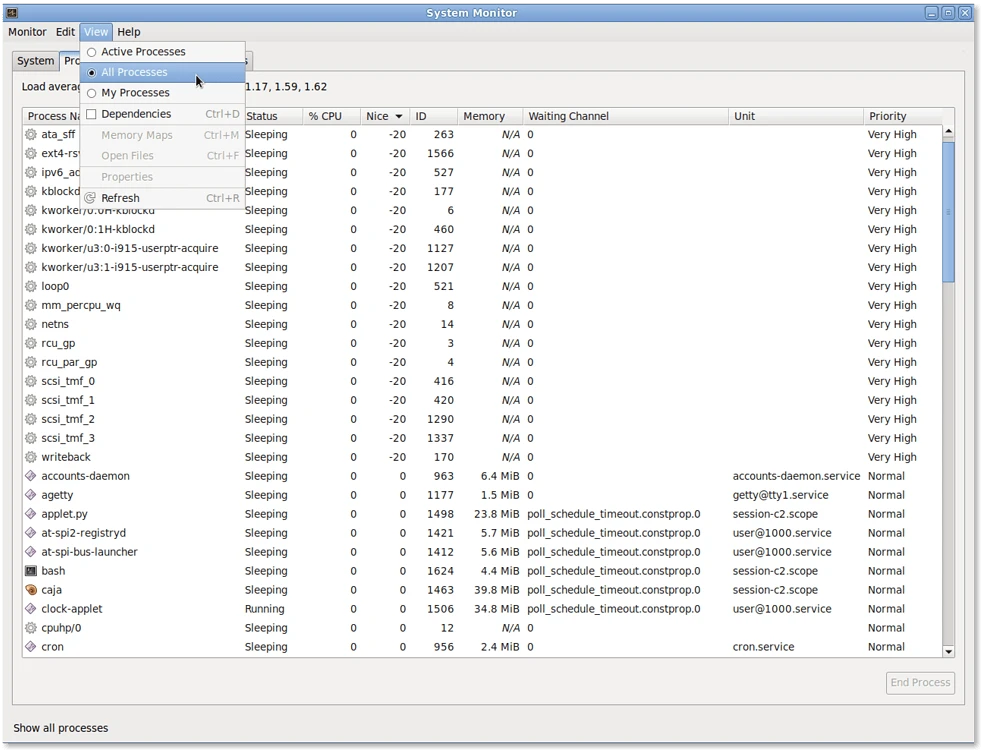 System Monitor
Monitor Edit View Help
System Pro s
Active Processes
All Processes
My Processes
Dependencies Ctrl+D
Memory Maps Ctrl+M
Open Files Ctrl+F
Properties
Refresh Ctrl+R
Load averag 1.17, 1.59, 1.62
Process Na Status % CPU Nice ID Memory Waiting Channel Unit Priority
ata_sff Sleeping 0 -20 263 N/A 0 Very High
ext4-rs Sleeping 0 -20 1566 N/A 0 Very High
ipv6_ad Sleeping 0 -20 527 N/A 0 Very High
kblockd Sleeping 0 -20 177 N/A 0 Very High
kworker/0:0H-kblockd Sleeping 0 -20 6 N/A 0 Very High
kworker/0:1H-kblockd Sleeping 0 -20 460 N/A 0 Very High
kworker/u3:0-i915-userptr-acquire Sleeping 0 -20 1127 N/A 0 Very High
kworker/u3:1-i915-userptr-acquire Sleeping 0 -20 1207 N/A 0 Very High
loop0 Sleeping 0 -20 521 N/A 0 Very High
mm_percpu_wq Sleeping 0 -20 8 N/A 0 Very High
netns Sleeping 0 -20 14 N/A 0 Very High
rcu_gp Sleeping 0 -20 3 N/A 0 Very High
rcu_par_gp Sleeping 0 -20 4 N/A 0 Very High
scsi_tmf_0 Sleeping 0 -20 416 N/A 0 Very High
scsi_tmf_1 Sleeping 0 -20 420 N/A 0 Very High
scsi_tmf_2 Sleeping 0 -20 1290 N/A 0 Very High
scsi_tmf_3 Sleeping 0 -20 1337 N/A 0 Very High
writeback Sleeping 0 -20 170 N/A 0 Very High
accounts-daemon Sleeping 0 0 963 6.4 MiB 0 accounts-daemon.service Normal
agetty Sleeping 0 0 1177 1.5 MiB 0 getty@tty1.service Normal
applet.py Sleeping 0 0 1498 23.8 MiB poll_schedule_timeout.constprop.0 session-c2.scope Normal
at-spi2-registryd Sleeping 0 0 1421 5.7 MiB poll_schedule_timeout.constprop.0 user@1000.service Normal
at-spi-bus-launcher Sleeping 0 0 1412 5.6 MiB poll_schedule_timeout.constprop.0 user@1000.service Normal
bash Sleeping 0 0 1624 4.4 MiB poll_schedule_timeout.constprop.0 session-c2.scope Normal
caja Sleeping 0 0 1463 39.8 MiB poll_schedule_timeout.constprop.0 session-c2.scope Normal
clock-applet Running 0 0 1506 34.8 MiB poll_schedule_timeout.constprop.0 user@1000.service Normal
cpuhp/0 Sleeping 0 0 12 N/A 0 Normal
cron Sleeping 0 0 956 2.4 MiB 0 cron.service Normal
End Process
Show all processes